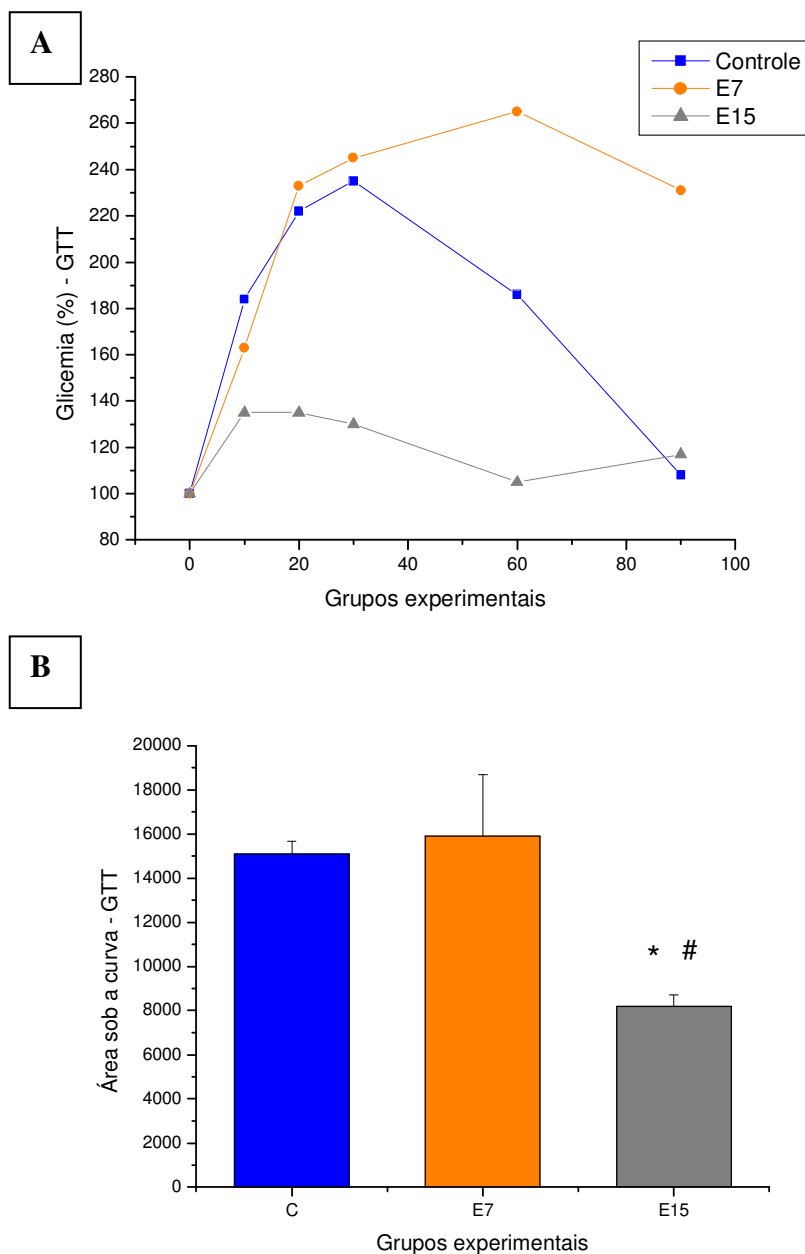 A
Controle
E7
E15
Glicemia (%) - GTT
280
260
240
220
200
180
160
140
120
100
80
0 20 40 60 80 100
Grupos experimentais
B
Área sob a curva - GTT
20000
18000
16000
14000
12000
10000
8000
6000
4000
2000
0
* #
C E7 E15
Grupos experimentais